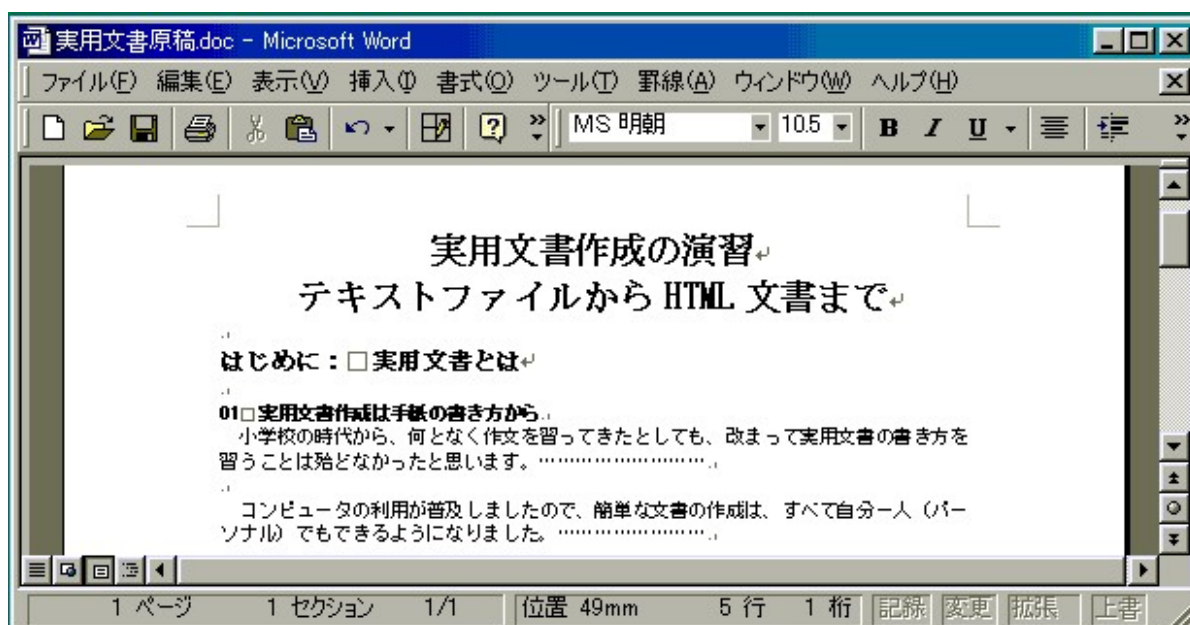 実用文書原稿.doc - Microsoft Word
ファイル(F) 編集(E) 表示(V) 挿入(I) 書式(O) ツール(T) 罫線(A) ウィンドウ(W) ヘルプ(H)
MS 明朝 10.5 B I U
実用文書作成の演習
テキストファイルから HTML 文書まで
はじめに：□実用文書とは
01□実用文書作成は手紙の書き方から
小学校の時代から、何となく作文を習ってきたとしても、改まって実用文書の書き方を
習うことは殆どなかったと思います。……………………
コンピュータの利用が普及しましたので、簡単な文書の作成は、すべて自分一人（パー
ソナル）でもできるようになりました。…………………
1 ページ 1 セクション 1/1 位置 49mm 5 行 1 桁 記録 変更 拡張 上書